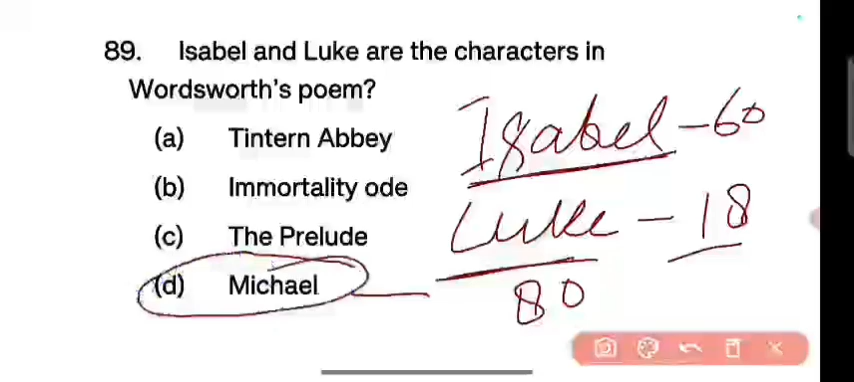 89. Isabel and Luke are the characters in
Wordsworth's poem?
(a) Tintern Abbey
(b) Immortality ode
(c) The Prelude
(d) Michael
Isabel - 60
Luke - 18
80